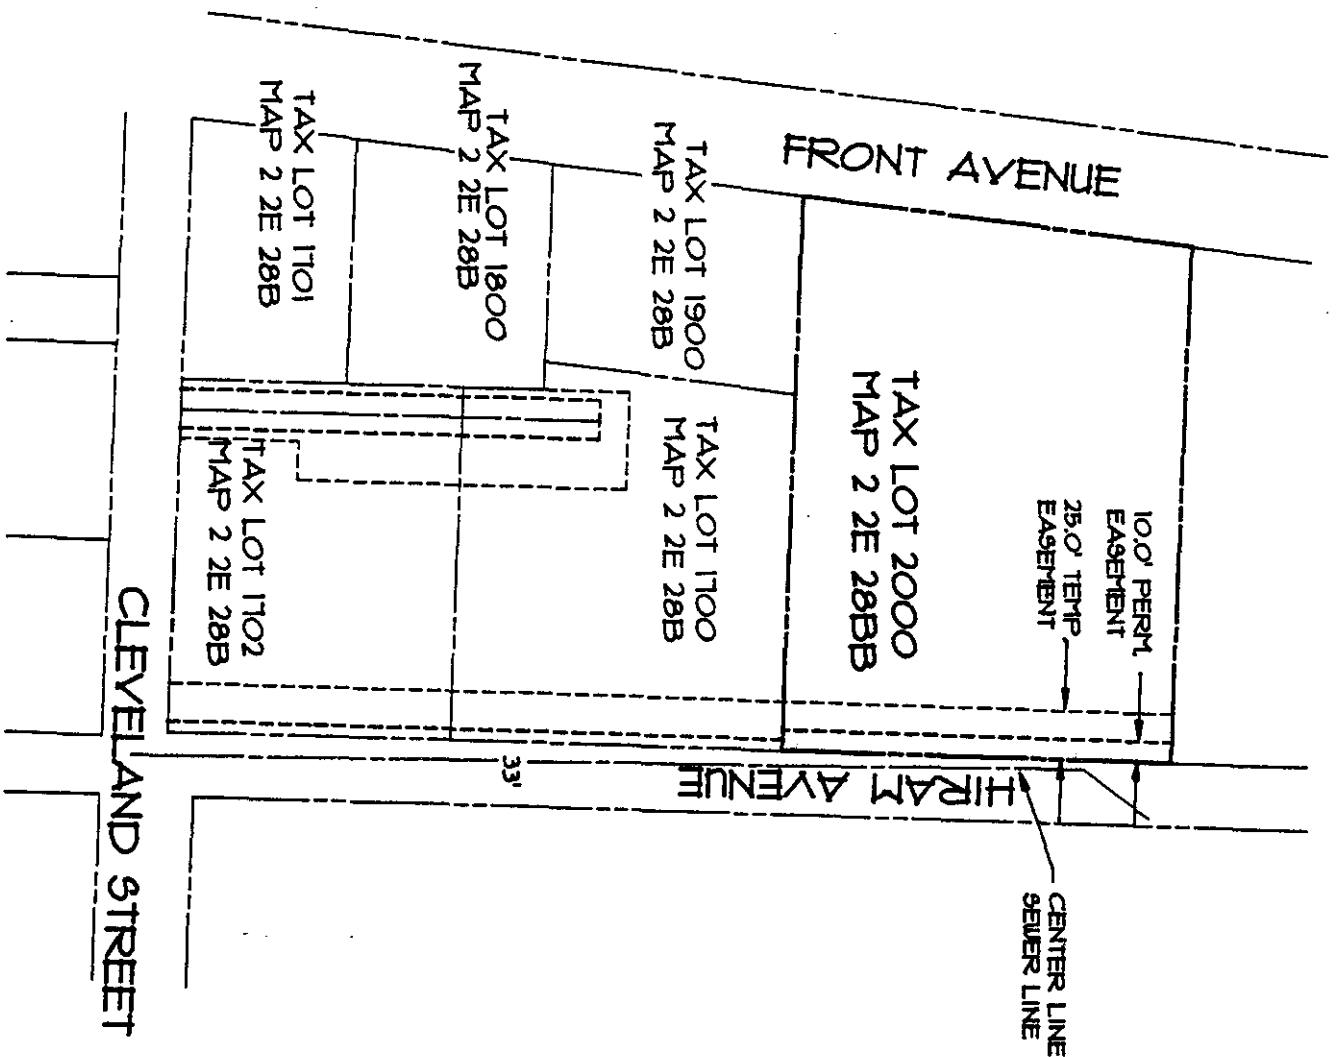 FRONT AVENUE
TAX LOT 1701
MAP 2 2E 28B
TAX LOT 1800
MAP 2 2E 28B
TAX LOT 1900
MAP 2 2E 28B
TAX LOT 2000
MAP 2 2E 28BB
10.0' PERM.
EASEMENT
25.0' TEMP
EASEMENT
TAX LOT 1700
MAP 2 2E 28B
TAX LOT 1702
MAP 2 2E 28B
33'
HIRAM AVENUE
CLEVELAND STREET
CENTER LINE
SEWER LINE